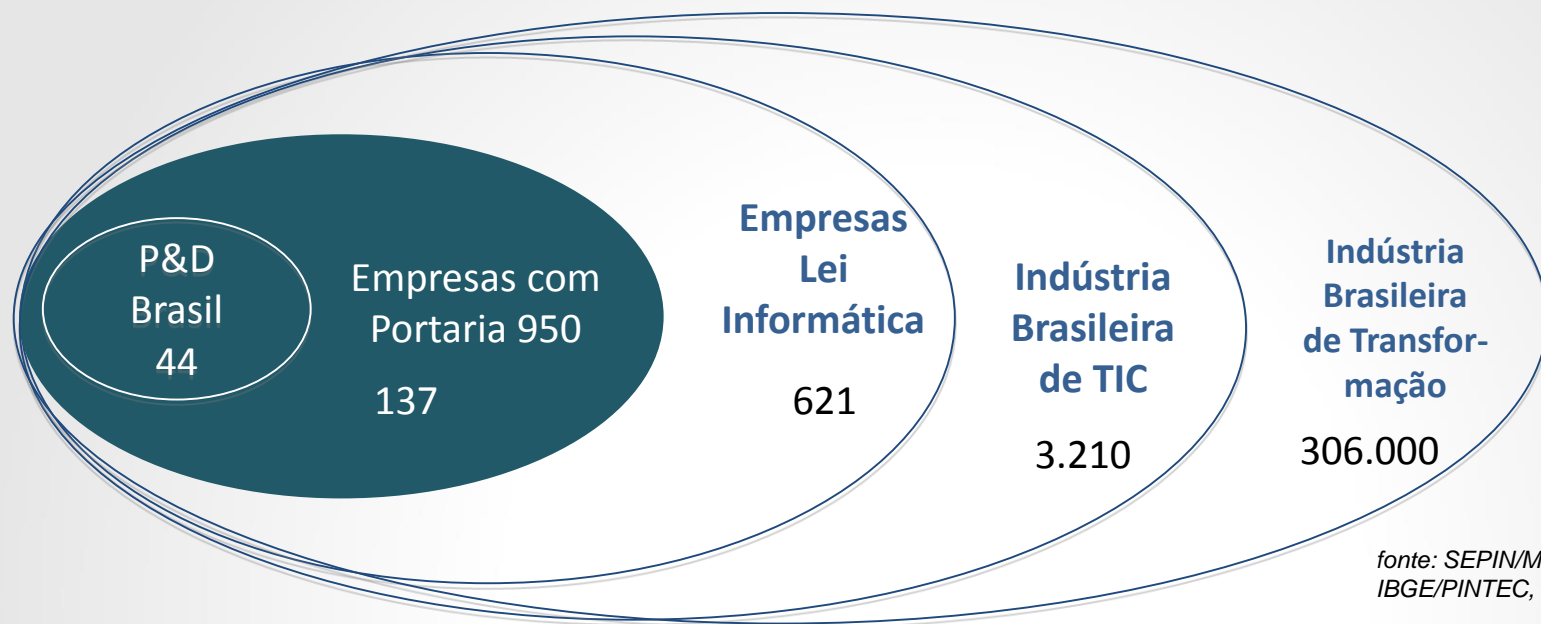 P&D
Brasil
44
Empresas com
Portaria 950
137
Empresas
Lei
Informática
621
Indústria
Brasileira
de TIC
3.210
Indústria
Brasileira
de Transfor-
mação
306.000
fonte: SEPIN/M
IBGE/PINTEC,